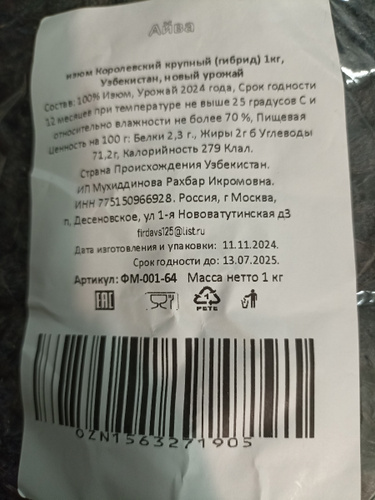 Айва
изюм Королевский крупный (гибрид) 1кг,
Узбекистан, новый урожай
Состав: 100% Изюм, Урожай 2024 года, Срок годности
12 месяцев при температуре не выше 25 градусов С и
относительно влажности не более 70 %, Пищевая
Ценность на 100 г: Белки 2,3 г., Жиры 2г б Углеводы
71,2г, Калорийность 279 Клал.
Страна Происхождения Узбекистан.
ИП Мухиддинова Рахбар Икромовна.
ИНН 775150966928. Россия, г Москва,
п, Десеновское, ул 1-я Нововатутинская д3
firdavs125@list.ru
Дата изготовления и упаковки: 11.11.2024.
Срок годности до: 13.07.2025.
Артикул: ФМ-001-64 Масса нетто 1 кг
EAC 1 PETE
OZN1563271905